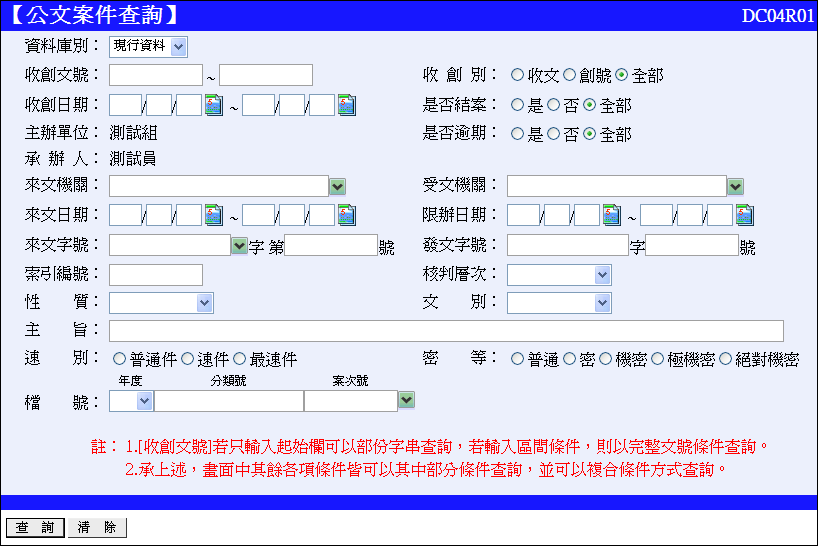 【公文案件查詢】 DC04R01
資料庫別： 現行資料
收創文號： ~ 收 創 別： 收文 創號 全部
收創日期： / / ~ / / 是否結案： 是 否 全部
主辦單位： 測試組 是否逾期： 是 否 全部
承 辦 人： 測試員
來文機關： 受文機關：
來文日期： / / ~ / / 限辦日期： / / ~ / /
來文字號： 字 第 號 發文字號： 字 號
索引編號： 核判層次：
性 質： 文 別：
主 旨：
速 別： 普通件 速件 最速件 密 等： 普通 密 機密 極機密 絕對機密
年度 分類號 案次號
檔 號：
註： 1.[收創文號]若只輸入起始欄可以部份字串查詢，若輸入區間條件，則以完整文號條件查詢。
2.承上述，畫面中其餘各項條件皆可以其中部分條件查詢，並可以複合條件方式查詢。
查 詢 清 除